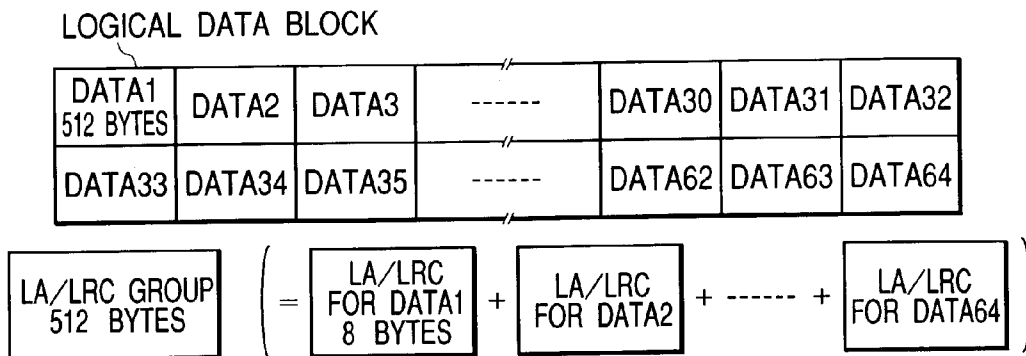 LOGICAL DATA BLOCK
DATA1 512 BYTES DATA2 DATA3 ------ DATA30 DATA31 DATA32
DATA33 DATA34 DATA35 ------ DATA62 DATA63 DATA64
LA/LRC GROUP 512 BYTES ( = LA/LRC FOR DATA1 8 BYTES + LA/LRC FOR DATA2 + ------ + LA/LRC FOR DATA64 )